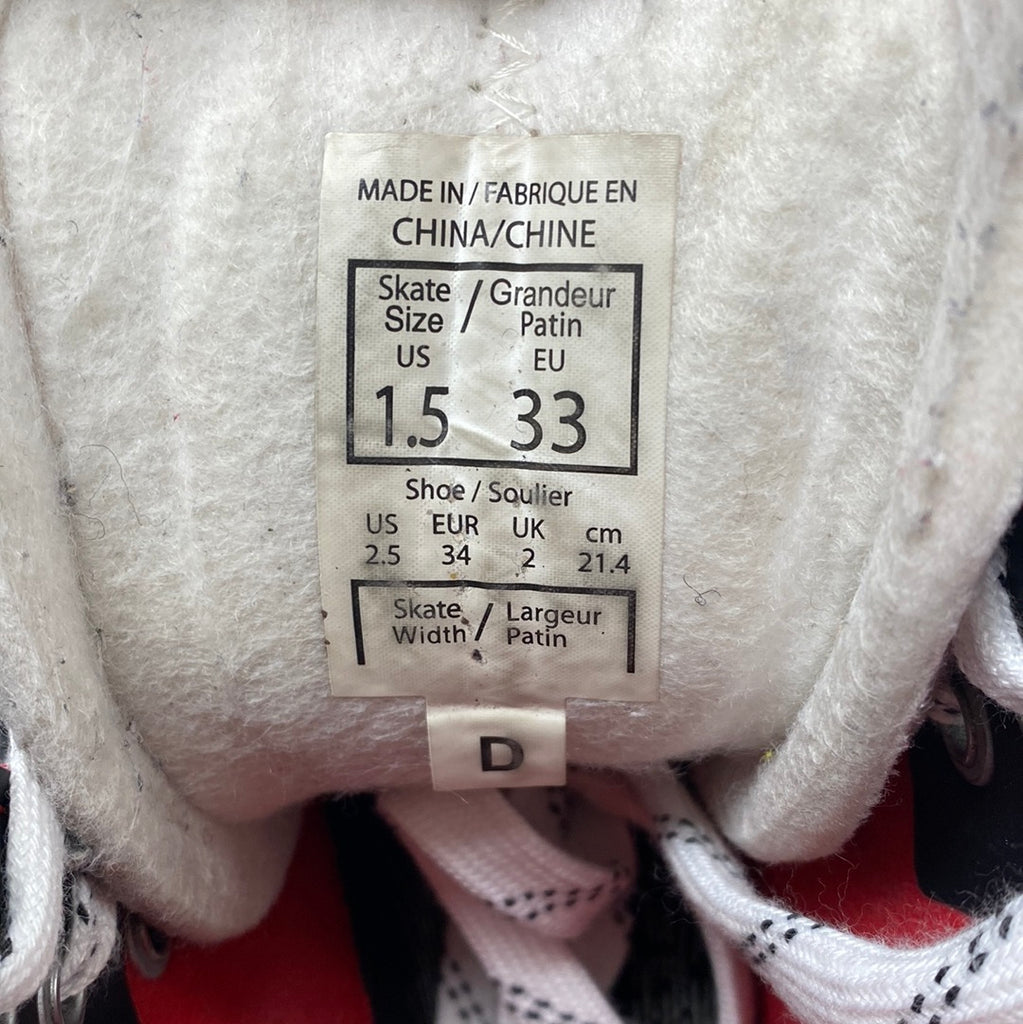 MADE IN / FABRIQUE EN
CHINA/CHINE
Skate Size / Grandeur Patin
US EU
1.5 33
Shoe / Soulier
US EUR UK cm
2.5 34 2 21.4
Skate Width / Largeur Patin
D